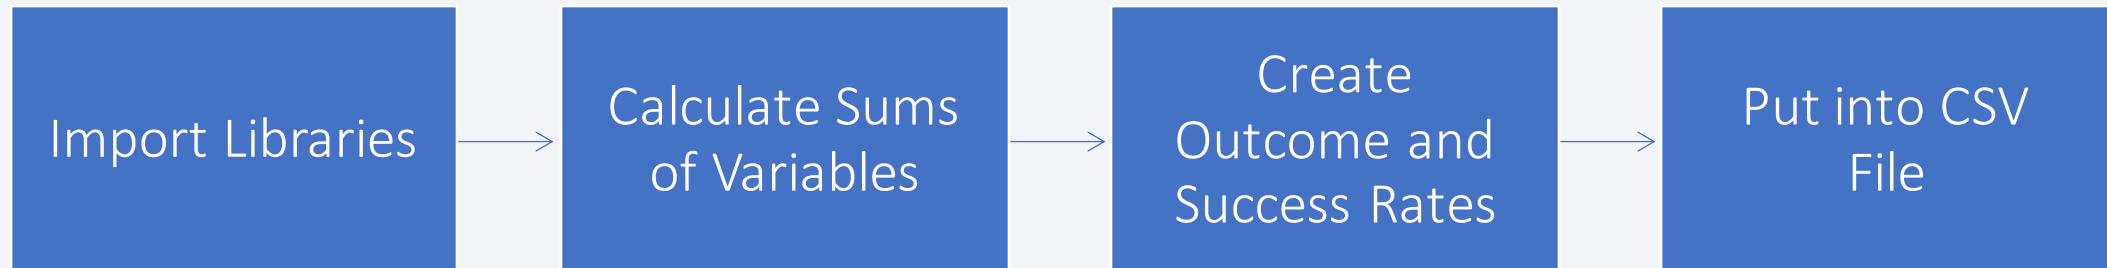 Import Libraries
Calculate Sums
of Variables
Create
Outcome and
Success Rates
Put into CSV
File